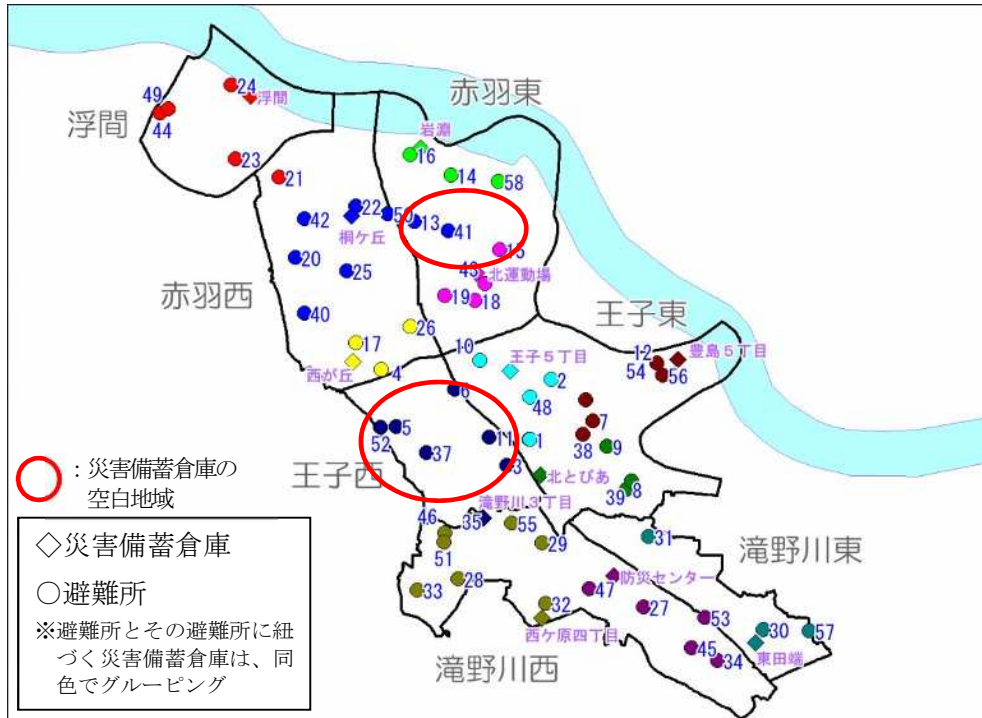 赤羽東
24
49
浮間
浮間
44
岩淵
16
14
58
23
21
22
50
13
42
41
桐ケ丘
15
20
25
43
北運動場
赤羽西
19
18
40
王子東
26
17
10
王子5丁目
12
豊島5丁目
54
56
西が丘
4
2
6
48
7
5
52
11
1
38
9
37
3
:災害備蓄倉庫の
空白地域
王子西
北とぴあ
8
39
滝野川3丁目
46
35
55
◇災害備蓄倉庫
51
29
31
滝野川東
○避難所
防災センター
28
33
47
27
※避難所とその避難所に紐
づく災害備蓄倉庫は、同
色でグルーピング
32
53
30
57
西ケ原四丁目
45
34
東田端
滝野川西